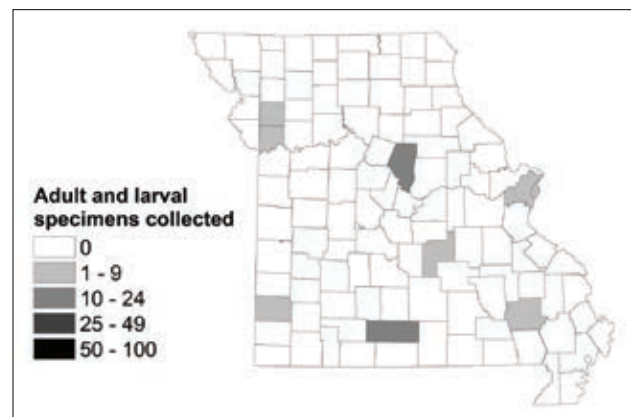 Adult and larval
specimens collected
0
1 - 9
10 - 24
25 - 49
50 - 100